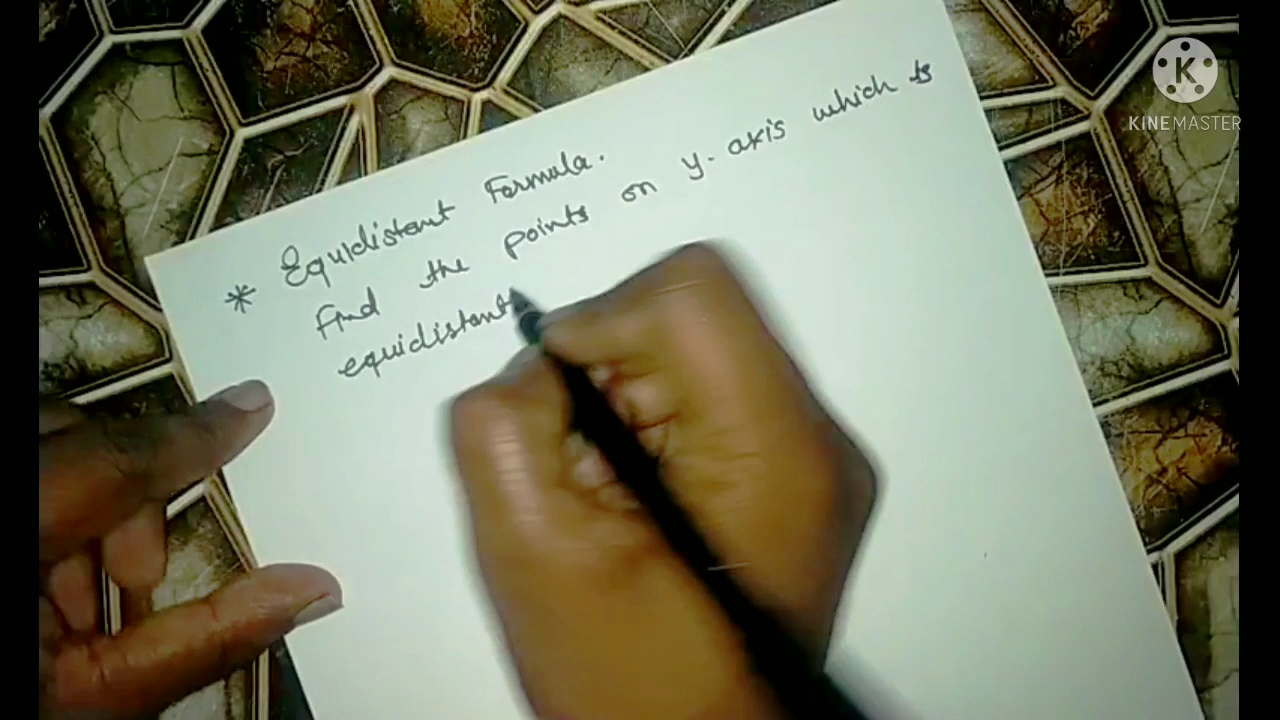 * Equidistant Formula.
Find the points on y-axis which is
equidistant
K
KINEMASTER